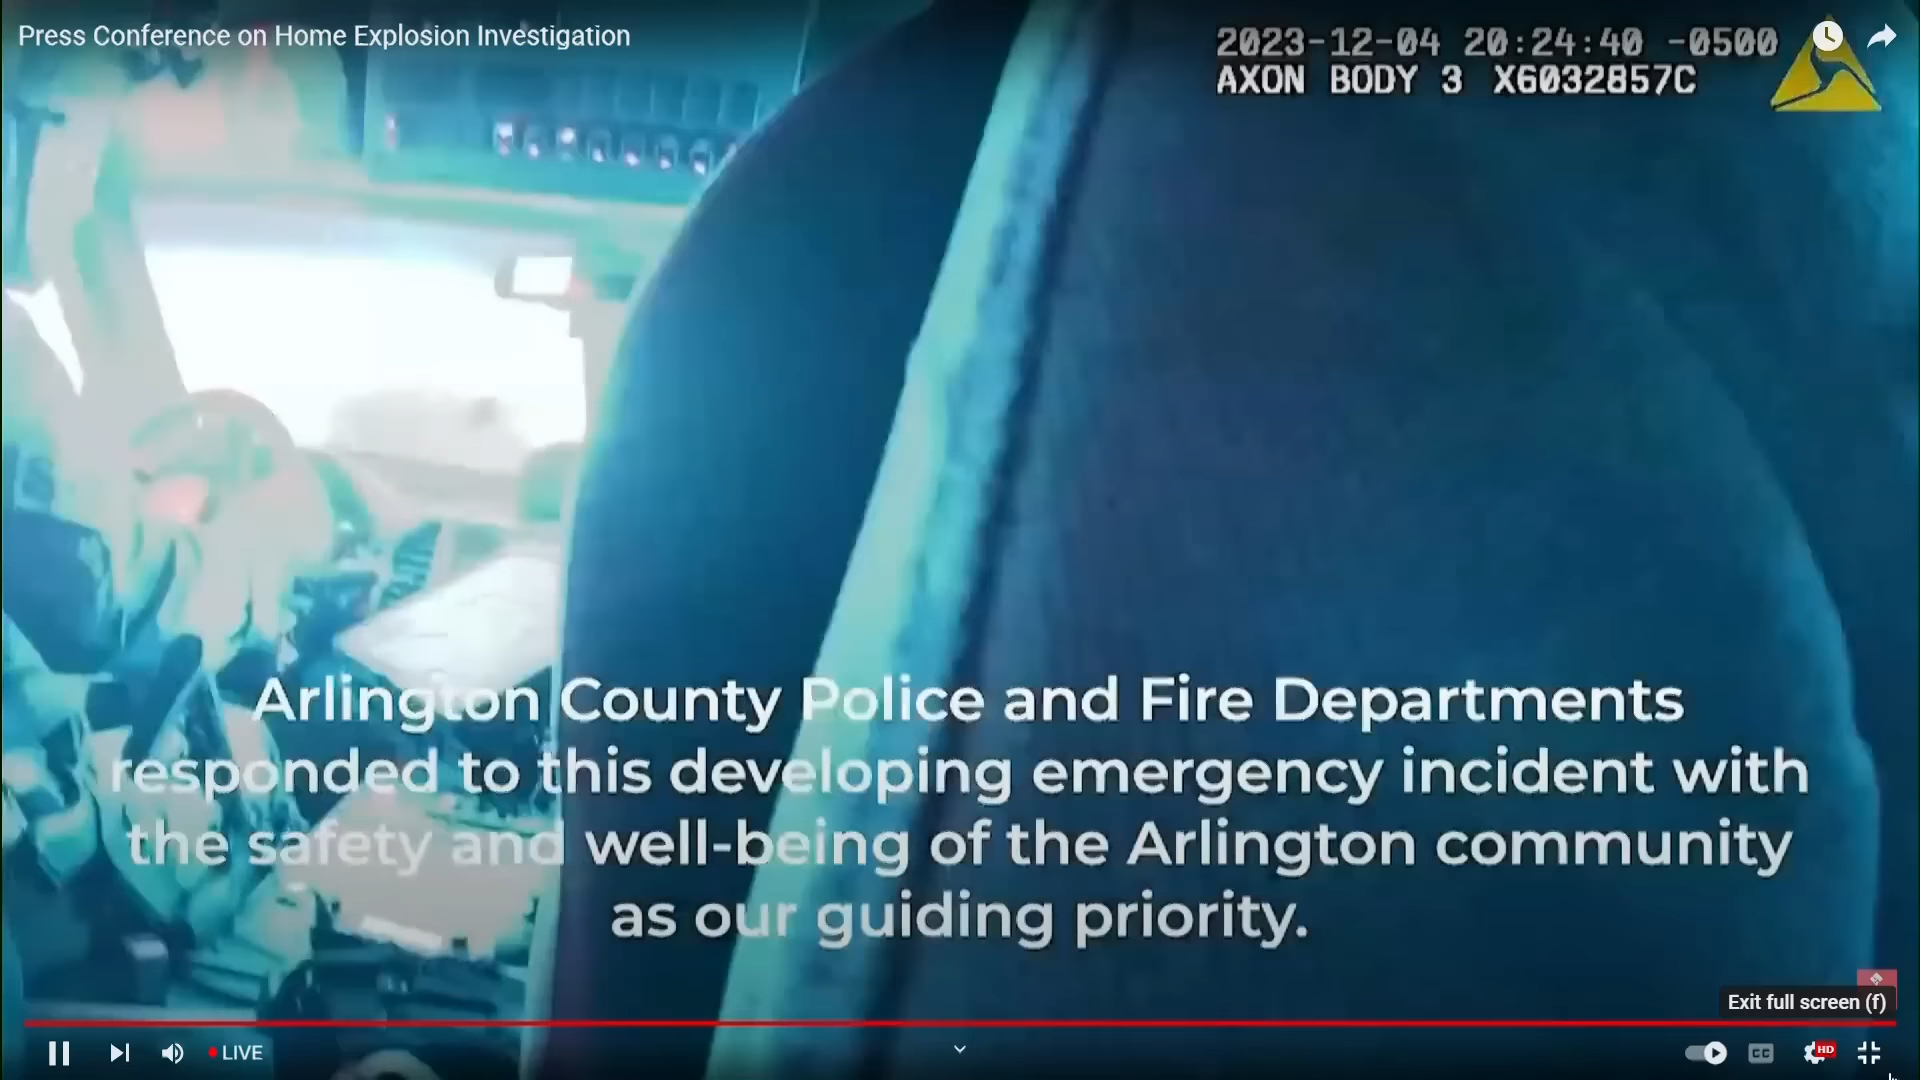 Press Conference on Home Explosion Investigation
2023-12-04 20:24:40 -0500
AXON BODY 3 X6032857C
Arlington County Police and Fire Departments
responded to this developing emergency incident with
the safety and well-being of the Arlington community
as our guiding priority.
Exit full screen (f)
LIVE
CC
HD